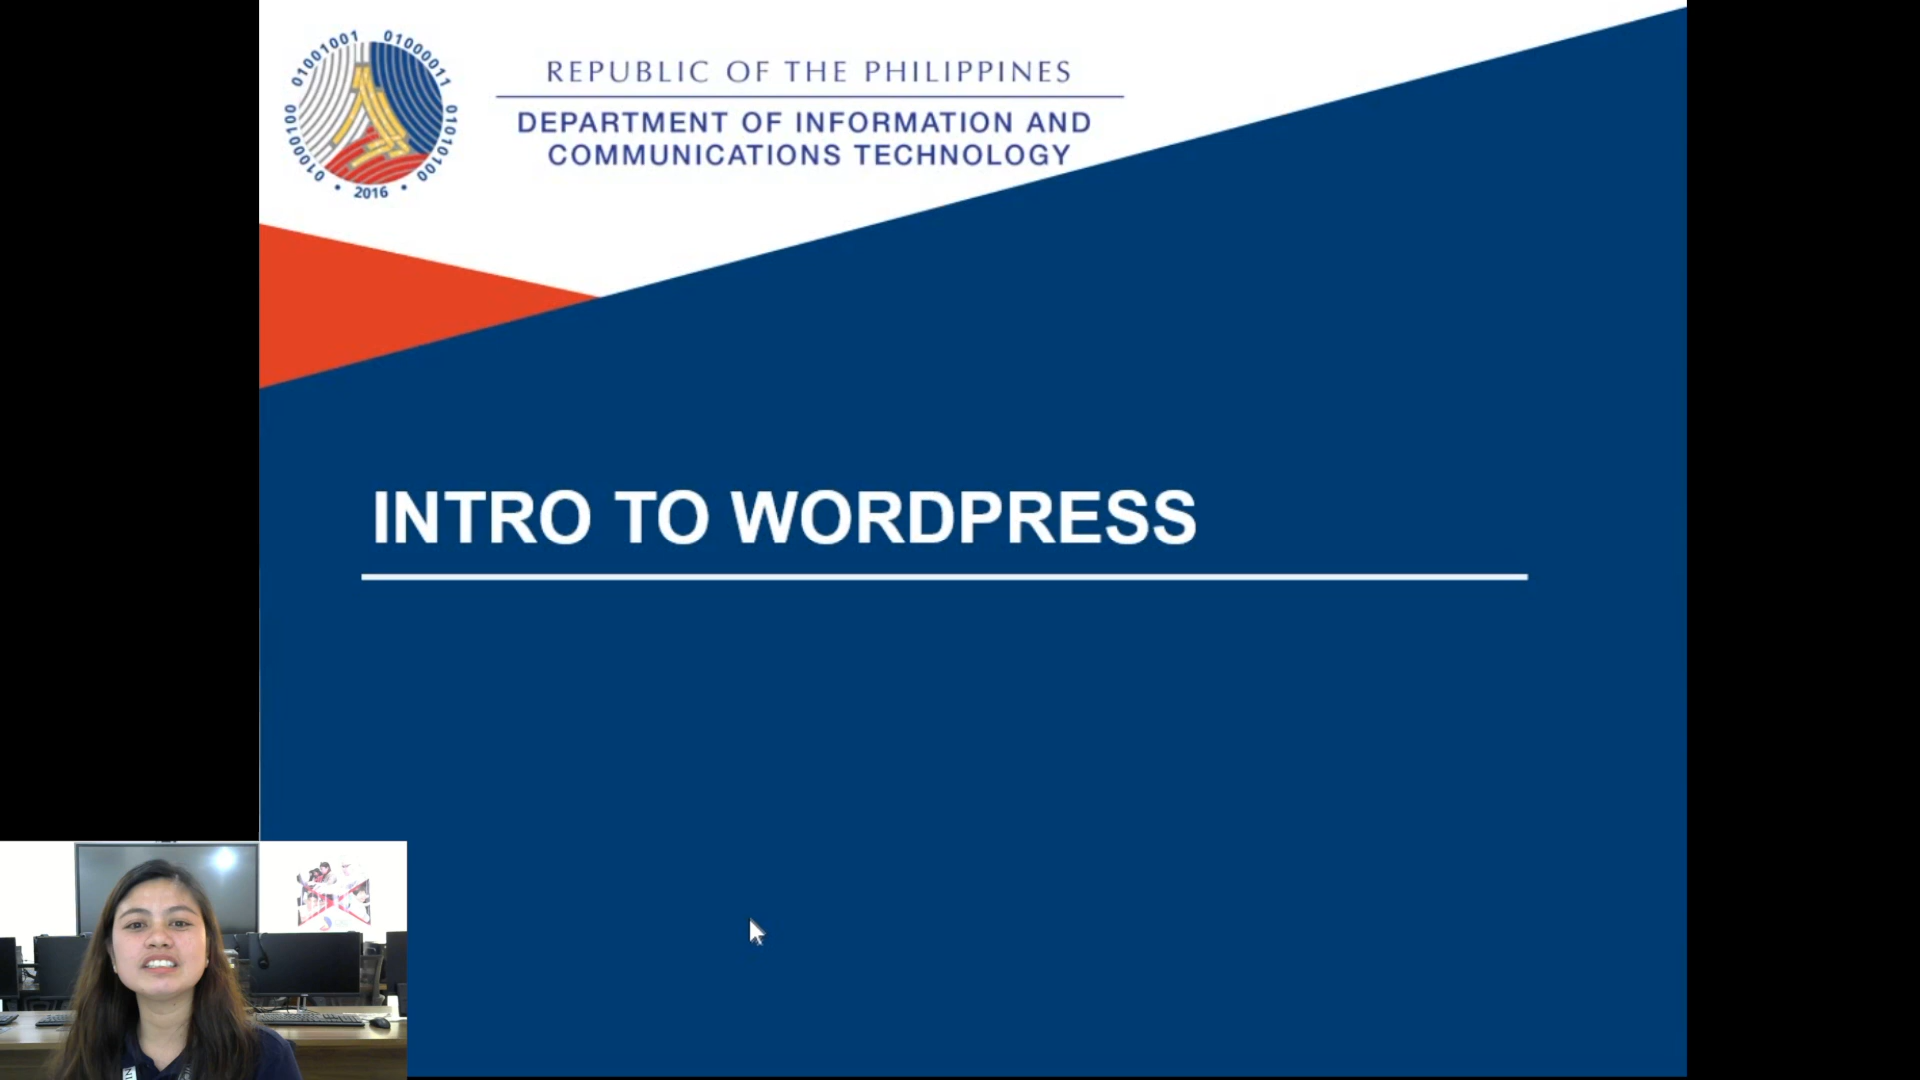 01001001 01000011
01000100 01010100
2016
REPUBLIC OF THE PHILIPPINES
DEPARTMENT OF INFORMATION AND
COMMUNICATIONS TECHNOLOGY
INTRO TO WORDPRESS